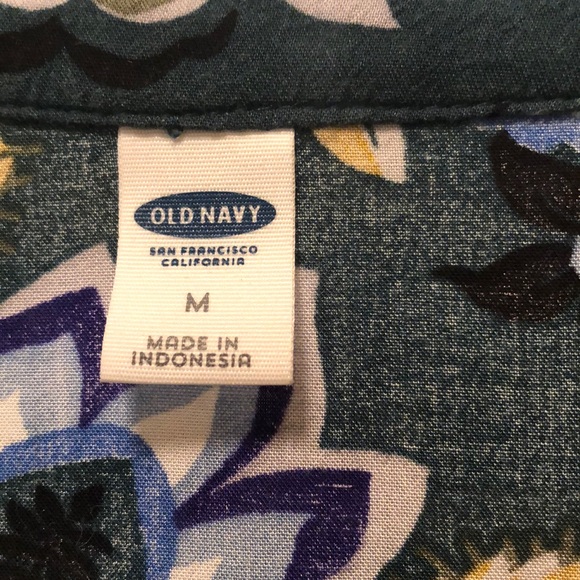 OLD NAVY
SAN FRANCISCO
CALIFORNIA
M
MADE IN
INDONESIA